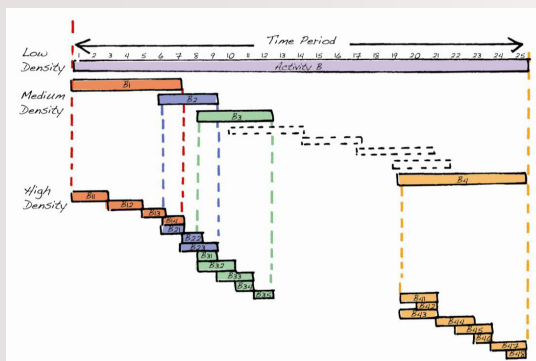 Time Period
1 2 3 4 5 6 7 8 9 10 11 12 13 14 15 16 17 18 19 20 21 22 23 24 25
Low
Density
Activity B
B1
Medium
Density
B2
B3
B4
High
Density
B11
B12
B13
B14
B21
B22
B23
B31
B32
B33
B34
B35
B41
B42
B43
B44
B45
B46
B47
B48